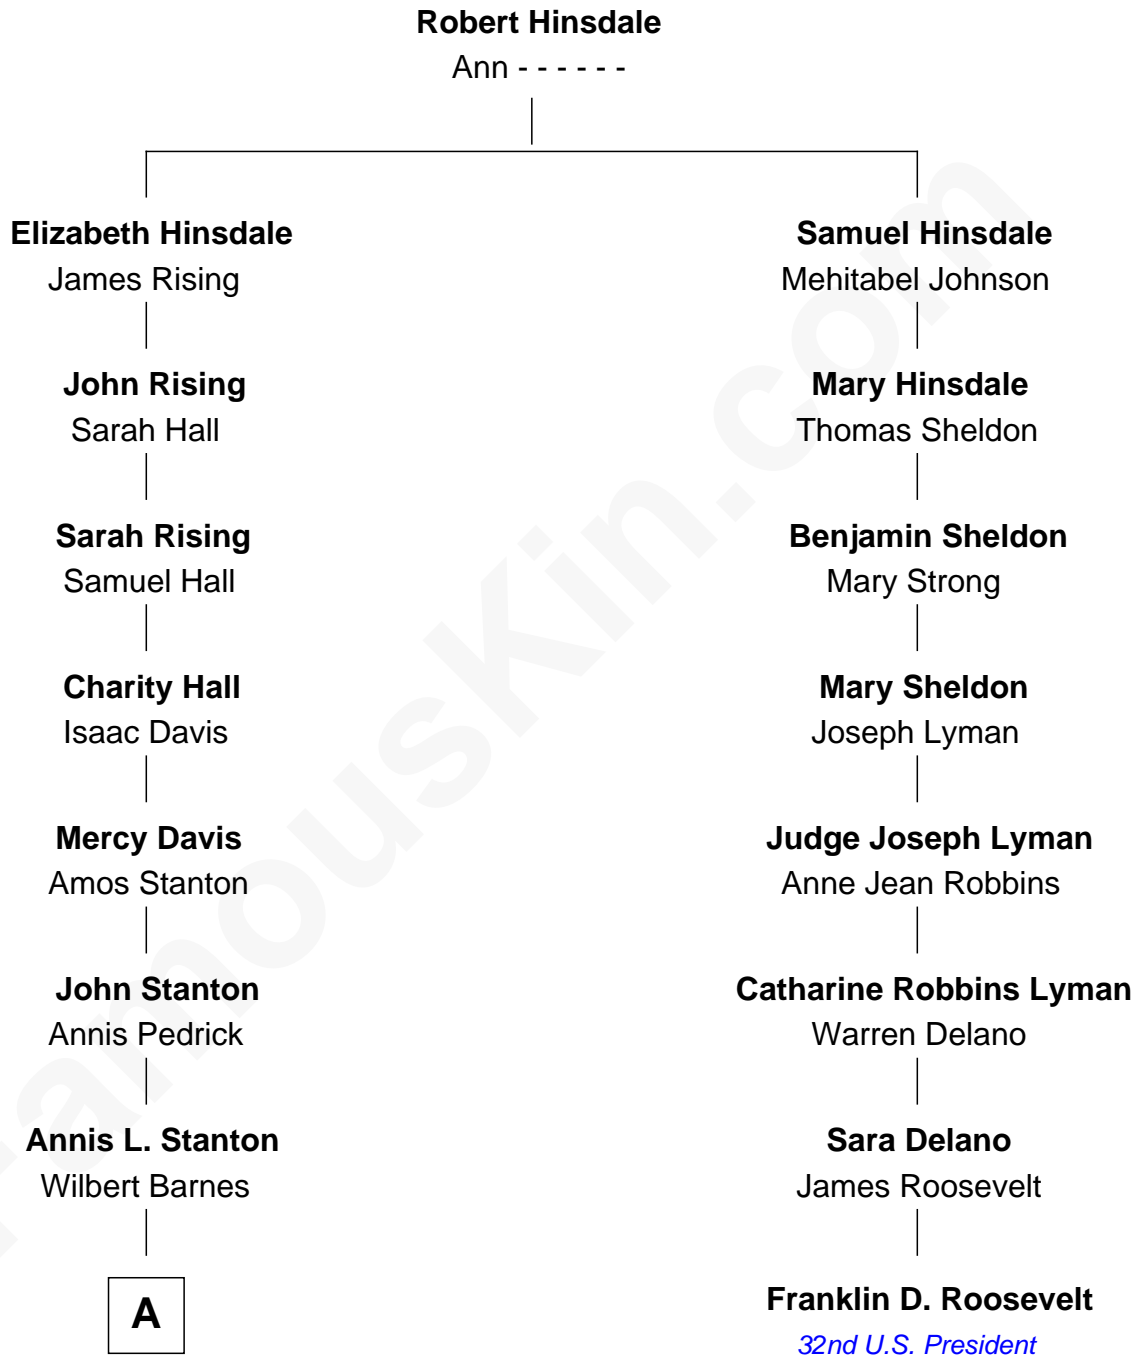 Robert Hinsdale
Ann - - - - - -
Elizabeth Hinsdale
James Rising
Samuel Hinsdale
Mehitabel Johnson
John Rising
Sarah Hall
Mary Hinsdale
Thomas Sheldon
Sarah Rising
Samuel Hall
Benjamin Sheldon
Mary Strong
Charity Hall
Isaac Davis
Mary Sheldon
Joseph Lyman
Mercy Davis
Amos Stanton
Judge Joseph Lyman
Anne Jean Robbins
John Stanton
Annis Pedrick
Catharine Robbins Lyman
Warren Delano
Annis L. Stanton
Wilbert Barnes
Sara Delano
James Roosevelt
A
Franklin D. Roosevelt
32nd U.S. President
FamousKin.com